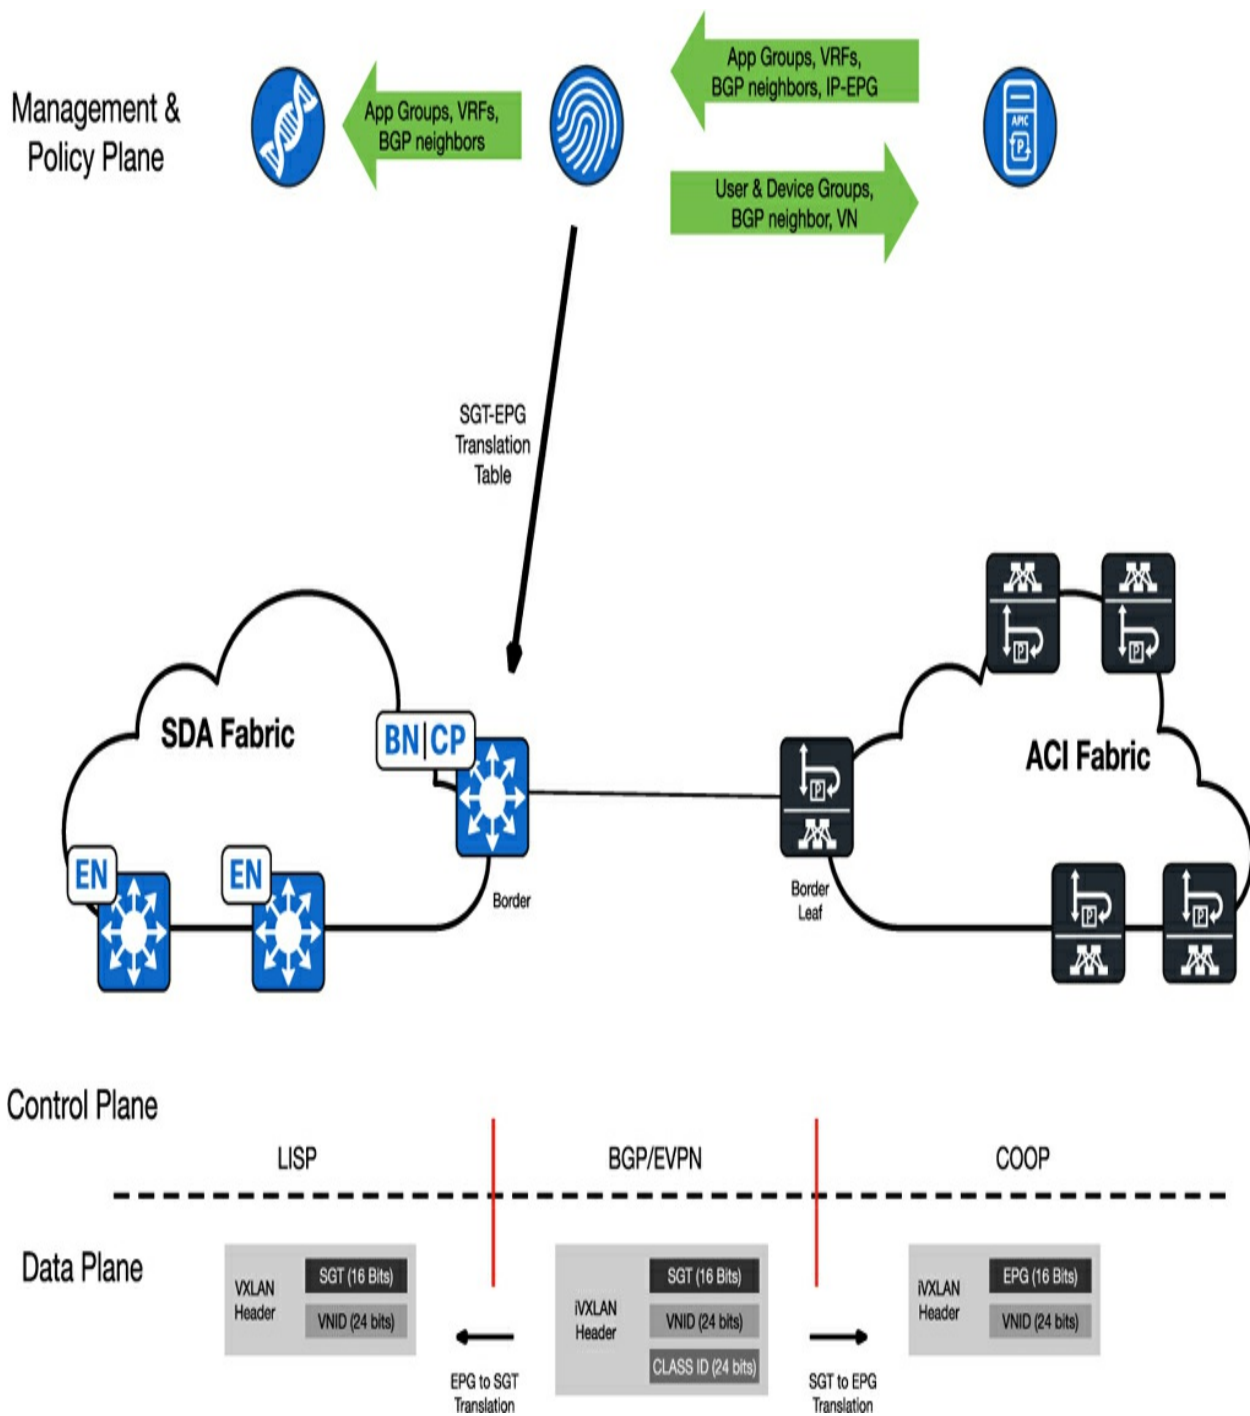 Management &
Policy Plane
App Groups, VRFs,
BGP neighbors
App Groups, VRFs,
BGP neighbors, IP-EPG
User & Device Groups,
BGP neighbor, VN
APIC
P
SGT-EPG
Translation
Table
SDA Fabric
BN|CP
EN
EN
Border
Border
Leaf
ACI Fabric
P
P
P
P
P
Control Plane
LISP
BGP/EVPN
COOP
Data Plane
VXLAN
Header
SGT (16 Bits)
VNID (24 bits)
EPG to SGT
Translation
iVXLAN
Header
SGT (16 Bits)
VNID (24 bits)
CLASS ID (24 bits)
SGT to EPG
Translation
iVXLAN
Header
EPG (16 Bits)
VNID (24 bits)